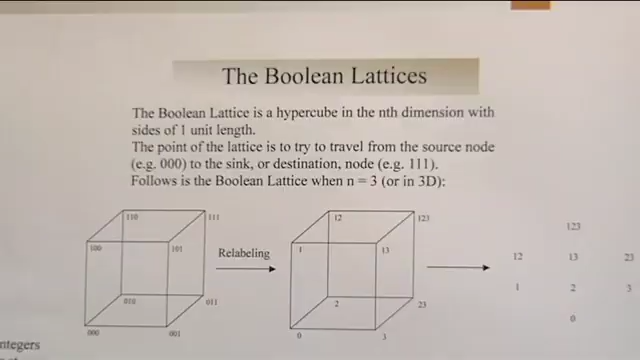 The Boolean Lattices
The Boolean Lattice is a hypercube in the nth dimension with
sides of 1 unit length.
The point of the lattice is to try to travel from the source node
(e.g. 000) to the sink, or destination, node (e.g. 111).
Follows is the Boolean Lattice when n = 3 (or in 3D):
110 111
100 101
010 011
000 001
Relabeling
12 123
1 13
2 23
0 3
123
12 13 23
1 2 3
0
ntegers